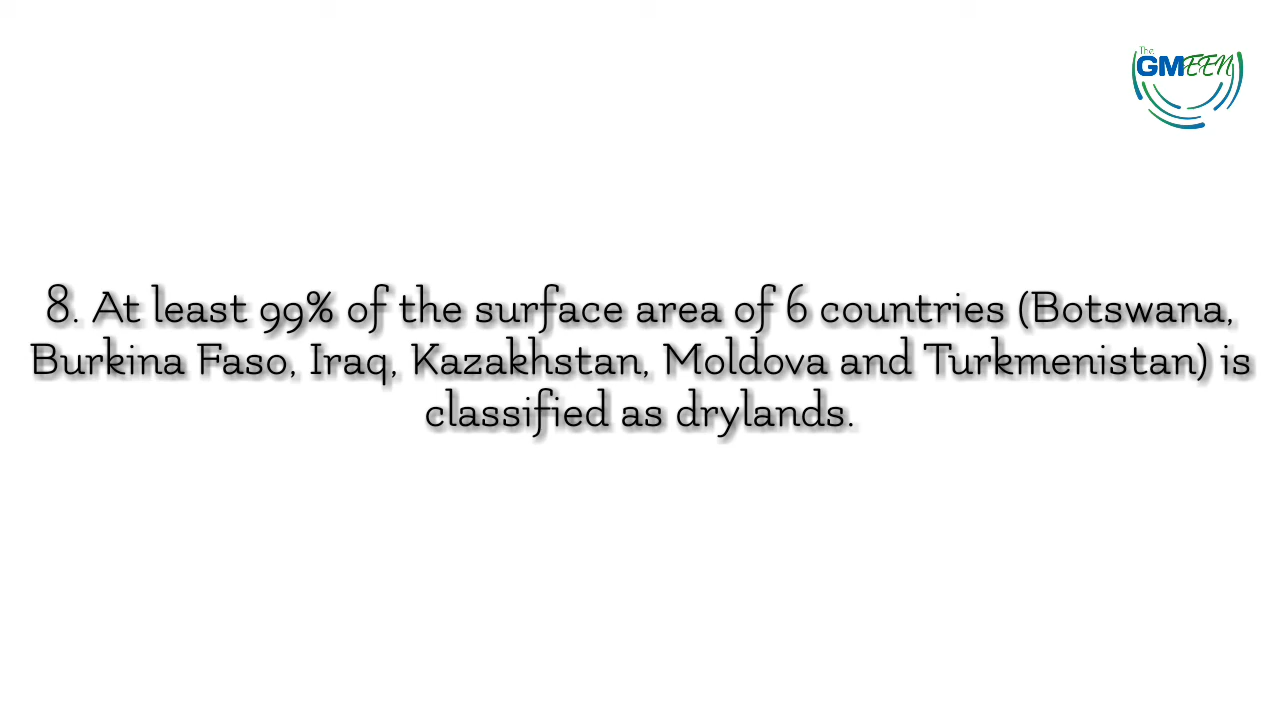 The
GMEEN
8. At least 99% of the surface area of 6 countries (Botswana,
Burkina Faso, Iraq, Kazakhstan, Moldova and Turkmenistan) is
classified as drylands.